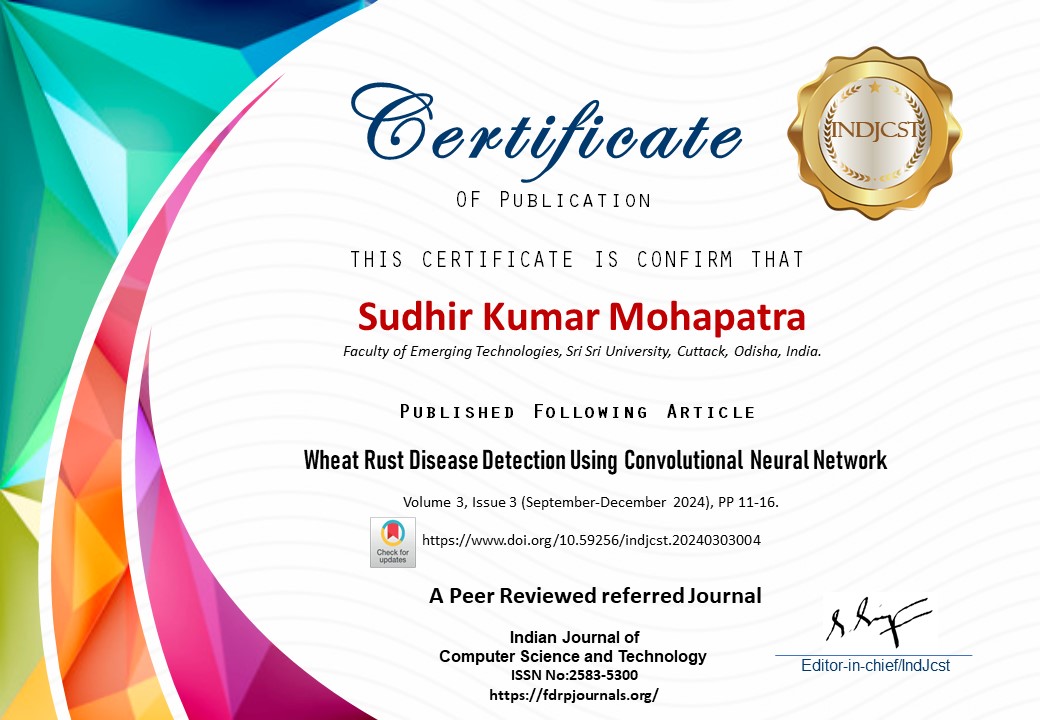 Certificate
OF PUBLICATION
INDJCST
THIS CERTIFICATE IS CONFIRM THAT
Sudhir Kumar Mohapatra
Faculty of Emerging Technologies, Sri Sri University, Cuttack, Odisha, India.
PUBLISHED FOLLOWING ARTICLE
Wheat Rust Disease Detection Using Convolutional Neural Network
Volume 3, Issue 3 (September-December 2024), PP 11-16.
Check for
updates
https://www.doi.org/10.59256/indjcst.20240303004
A Peer Reviewed referred Journal
Indian Journal of
Computer Science and Technology
ISSN No:2583-5300
https://fdrpjournals.org/
Editor-in-chief/IndJcst